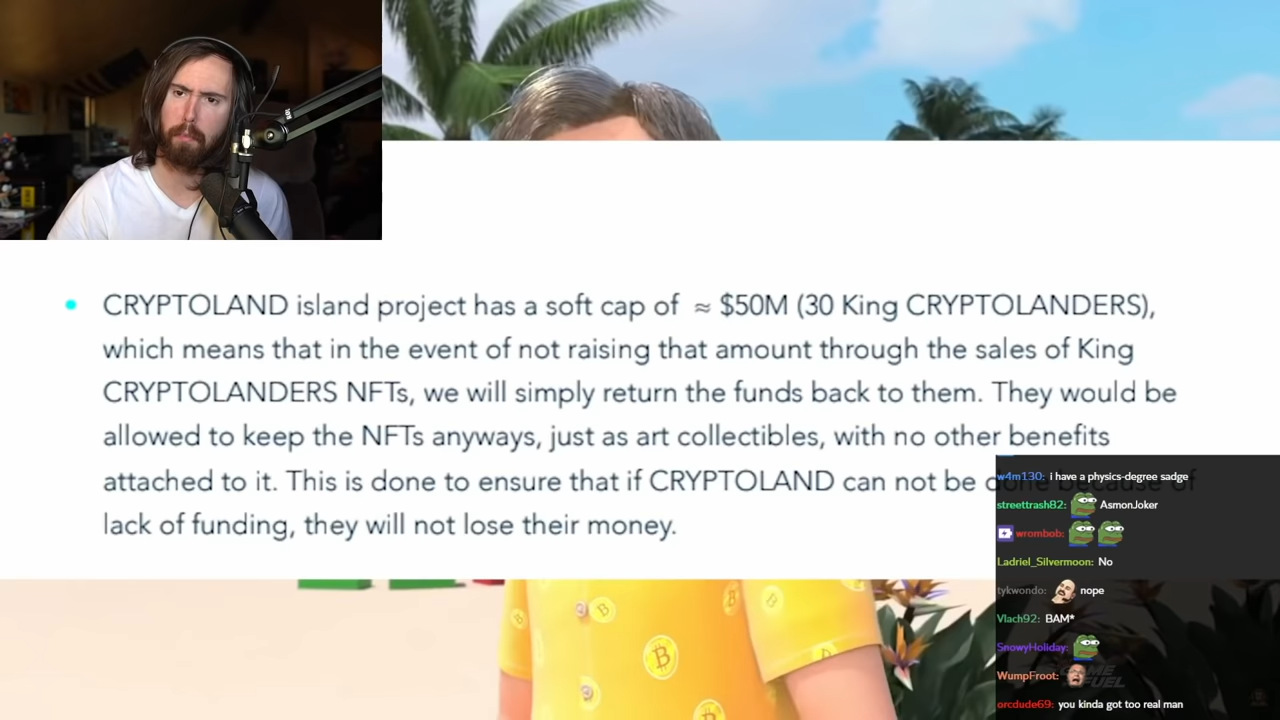 CRYPTOLAND island project has a soft cap of ≈ $50M (30 King CRYPTOLANDERS),
which means that in the event of not raising that amount through the sales of King
CRYPTOLANDERS NFTs, we will simply return the funds back to them. They would be
allowed to keep the NFTs anyways, just as art collectibles, with no other benefits
attached to it. This is done to ensure that if CRYPTOLAND can not be done because of
lack of funding, they will not lose their money.
w4m130: i have a physics-degree sadge
streettrash82: AsmonJoker
wrombob:
Ladriel_Silvermoon: No
tykwondo: nope
Vlach92: BAM*
SnowyHoliday:
WumpFroot:
orcdude69: you kinda got too real man